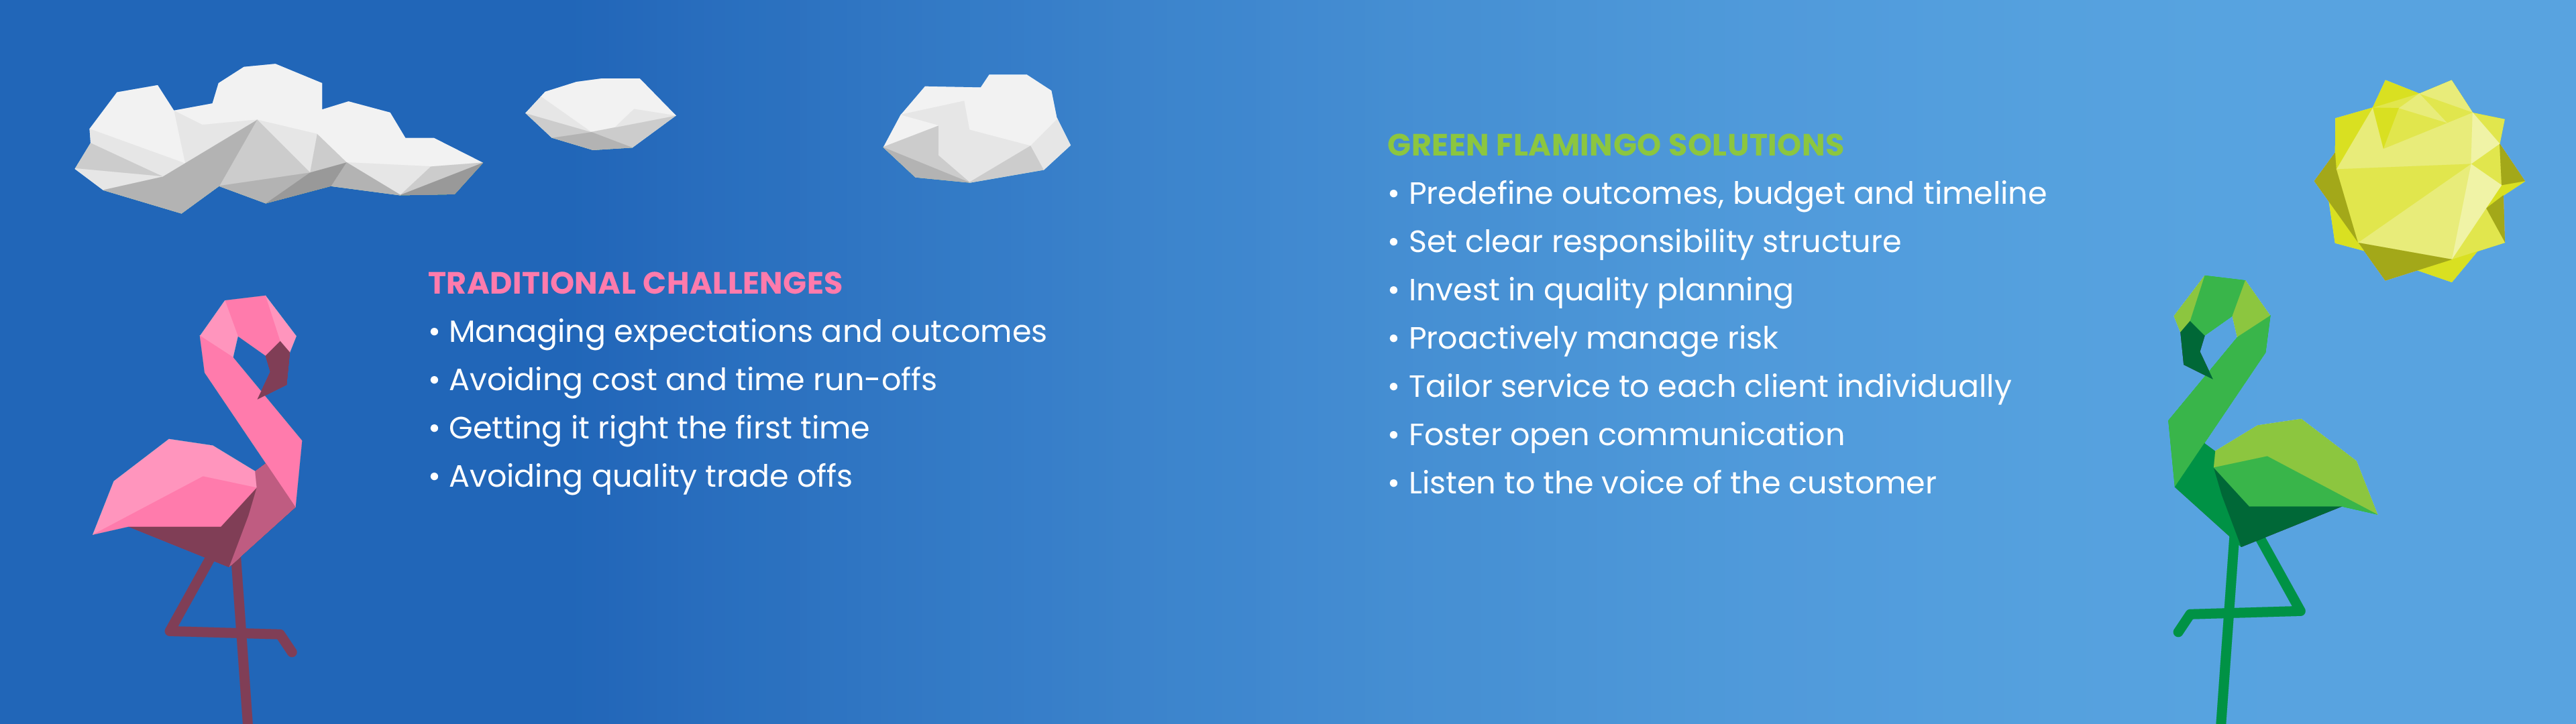 TRADITIONAL CHALLENGES
• Managing expectations and outcomes
• Avoiding cost and time run-offs
• Getting it right the first time
• Avoiding quality trade offs
GREEN FLAMINGO SOLUTIONS
• Predefine outcomes, budget and timeline
• Set clear responsibility structure
• Invest in quality planning
• Proactively manage risk
• Tailor service to each client individually
• Foster open communication
• Listen to the voice of the customer